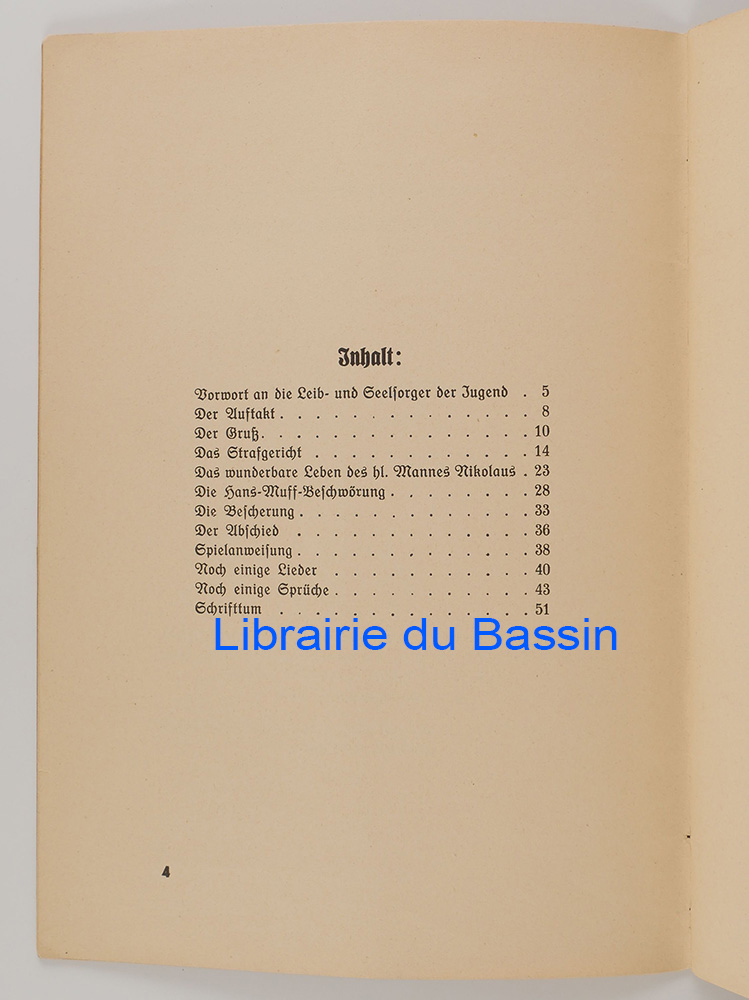 Inhalt:
Vorwort an die Leib- und Seelsorger der Jugend . 5
Der Auftakt . . . . . . . . . . . . . . 8
Der Gruß. . . . . . . . . . . . . . . 10
Das Strafgericht . . . . . . . . . . . . 14
Das wunderbare Leben des hl. Mannes Nikolaus . 23
Die Hans-Muff-Beschwörung . . . . . . . . 28
Die Bescherung . . . . . . . . . . . . . 33
Der Abschied . . . . . . . . . . . . . 36
Spielanweisung . . . . . . . . . . . . . 38
Noch einige Lieder . . . . . . . . . . . 40
Noch einige Sprüche . . . . . . . . . . . 43
Schrifttum . . . . . . . . . . . . . . 51
Librairie du Bassin
4